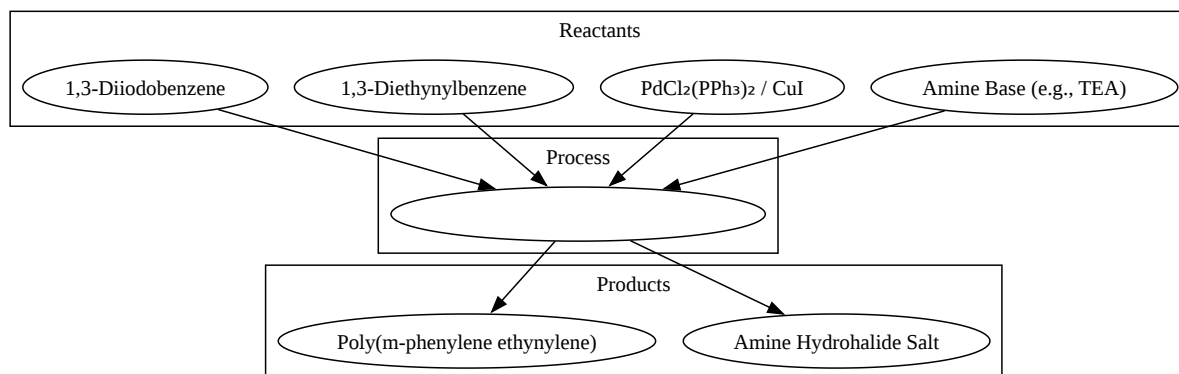 Reactants
1,3-Diiodobenzene
1,3-Diethynylbenzene
PdCl₂(PPh₃)₂ / CuI
Amine Base (e.g., TEA)
Process
Products
Poly(m-phenylene ethynylene)
Amine Hydrohalide Salt